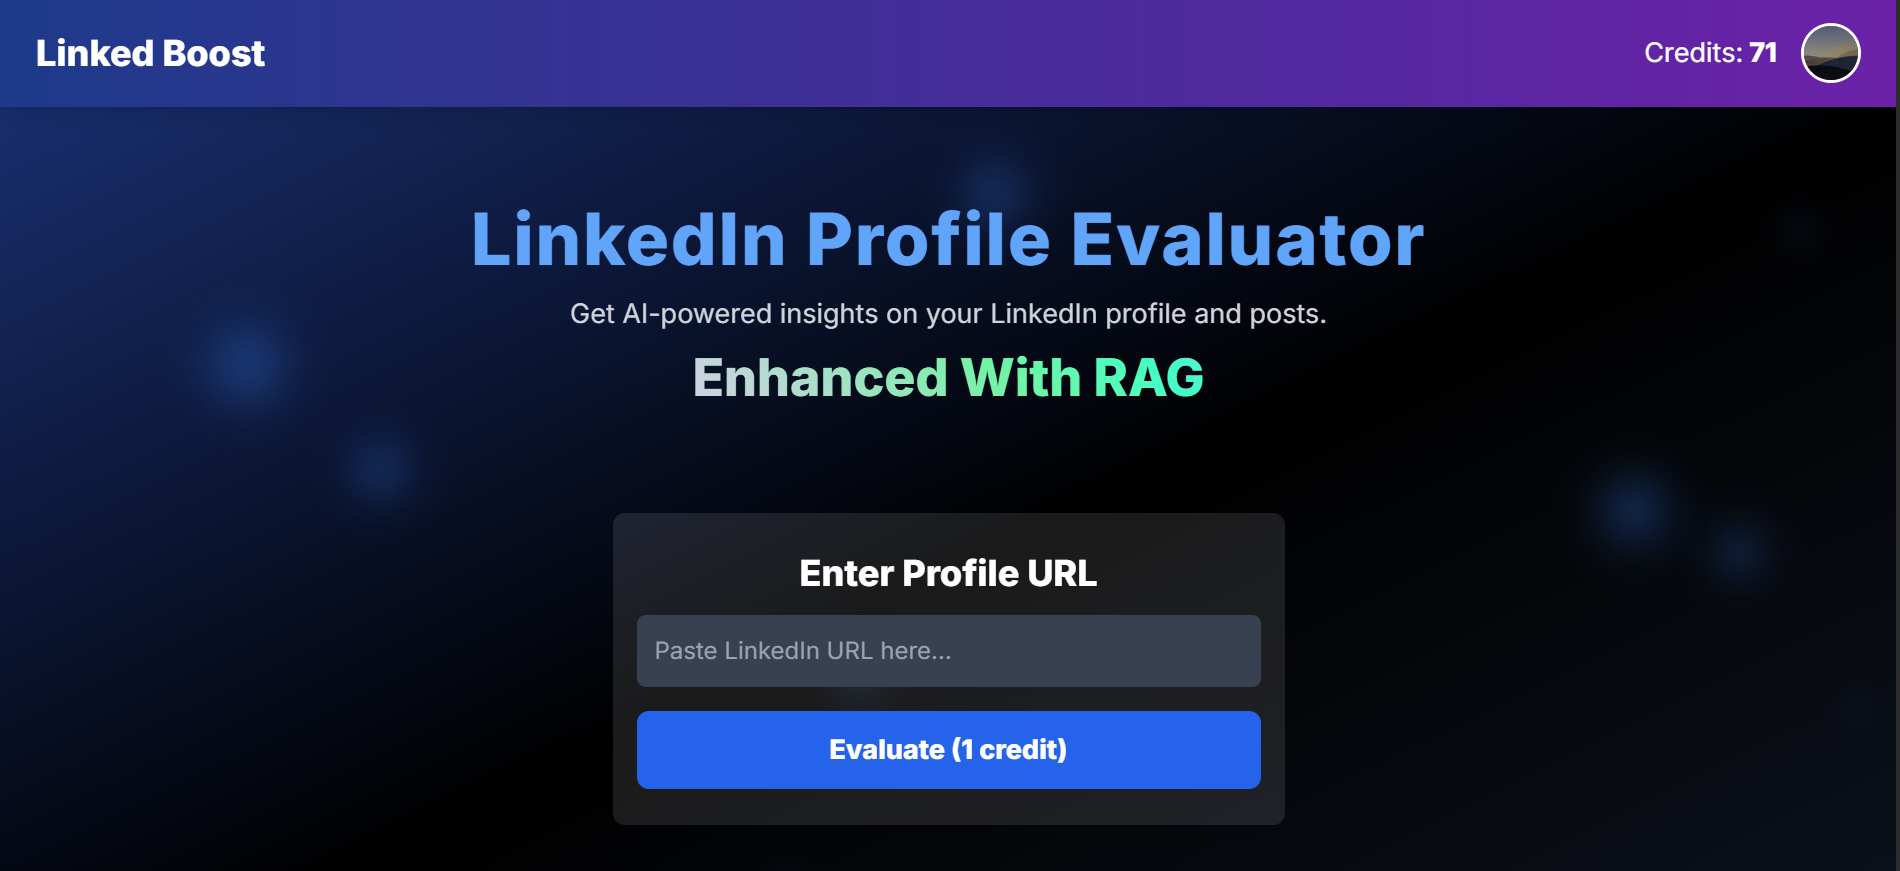 Linked Boost
Credits: 71
LinkedIn Profile Evaluator
Get AI-powered insights on your LinkedIn profile and posts.
Enhanced With RAG
Enter Profile URL
Paste LinkedIn URL here...
Evaluate (1 credit)